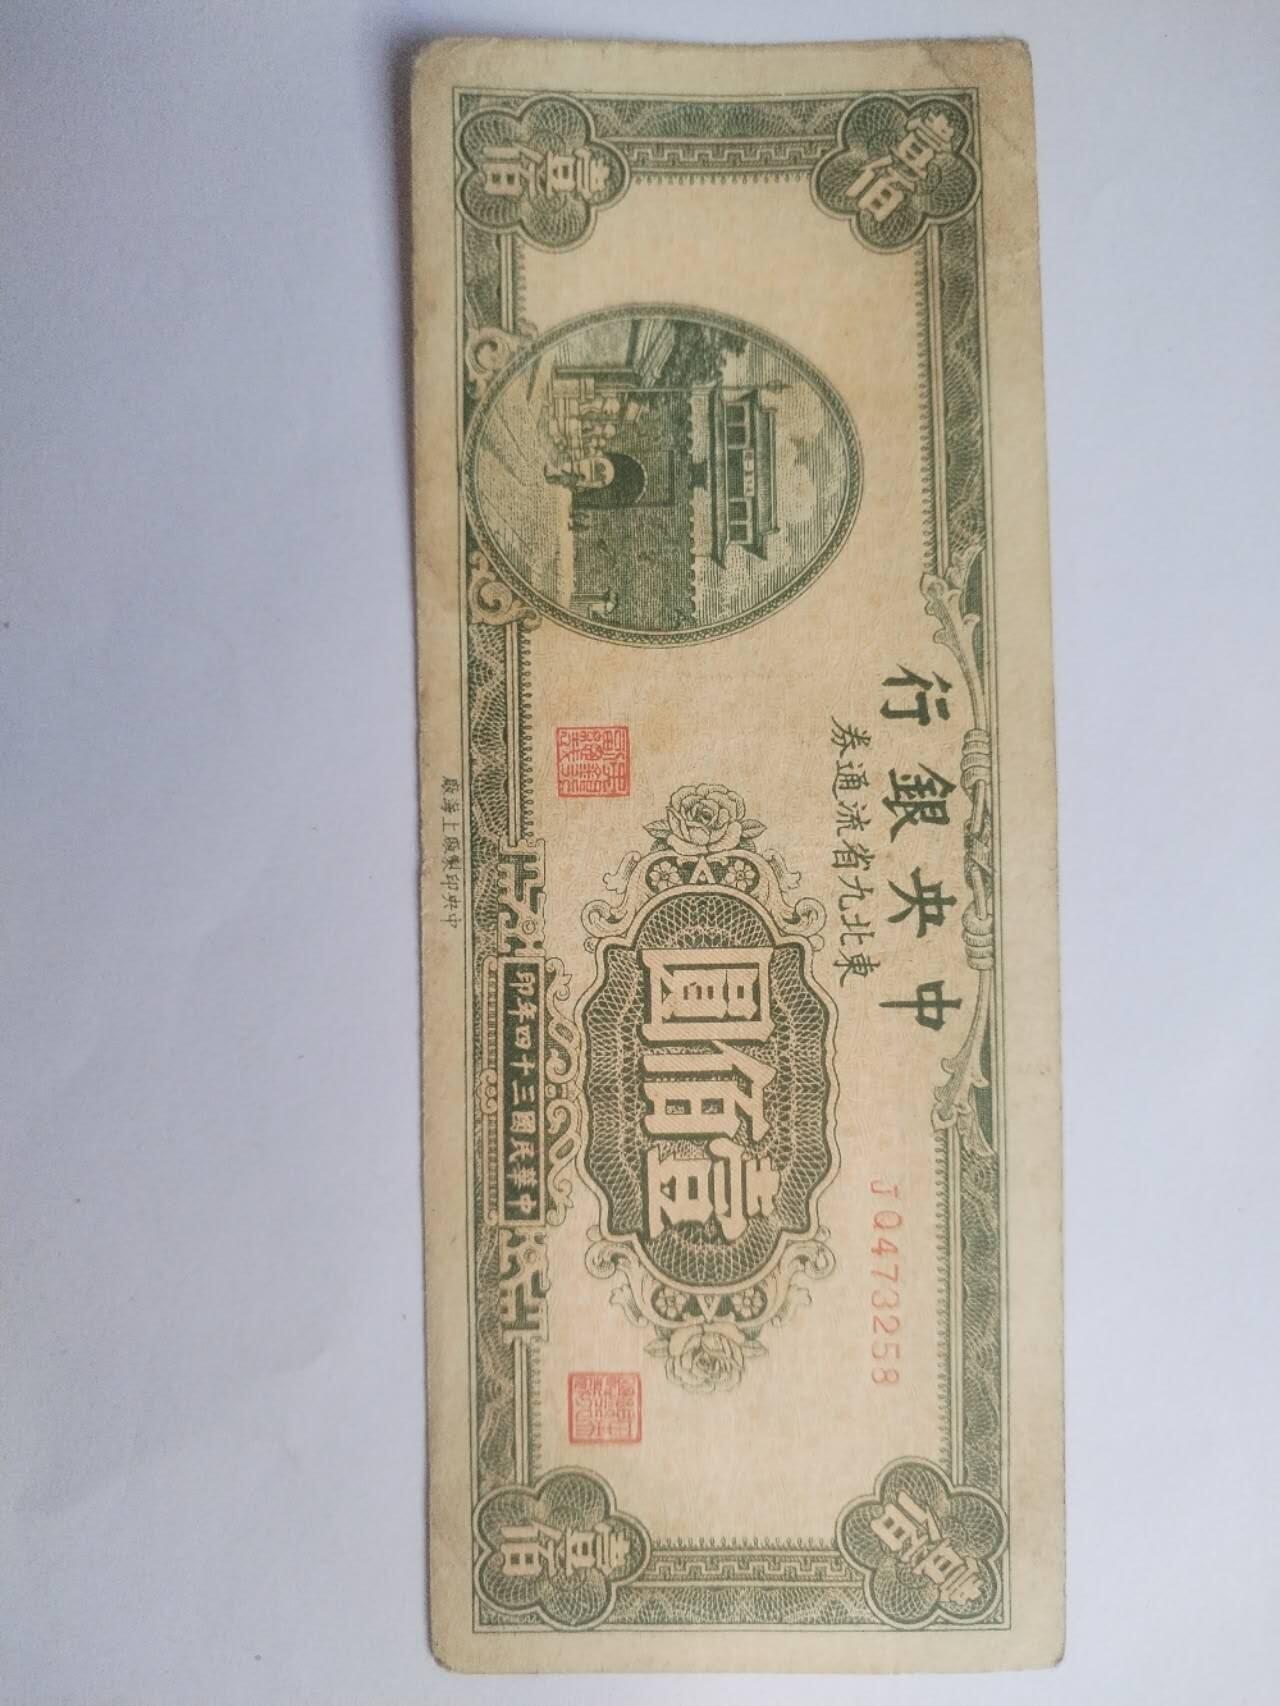 壹佰
中央銀行
壹佰
東北九省流通券
JQ473258
壹佰圓
壹佰
中華民國三十四年印
壹佰
中央印製廠上海廠